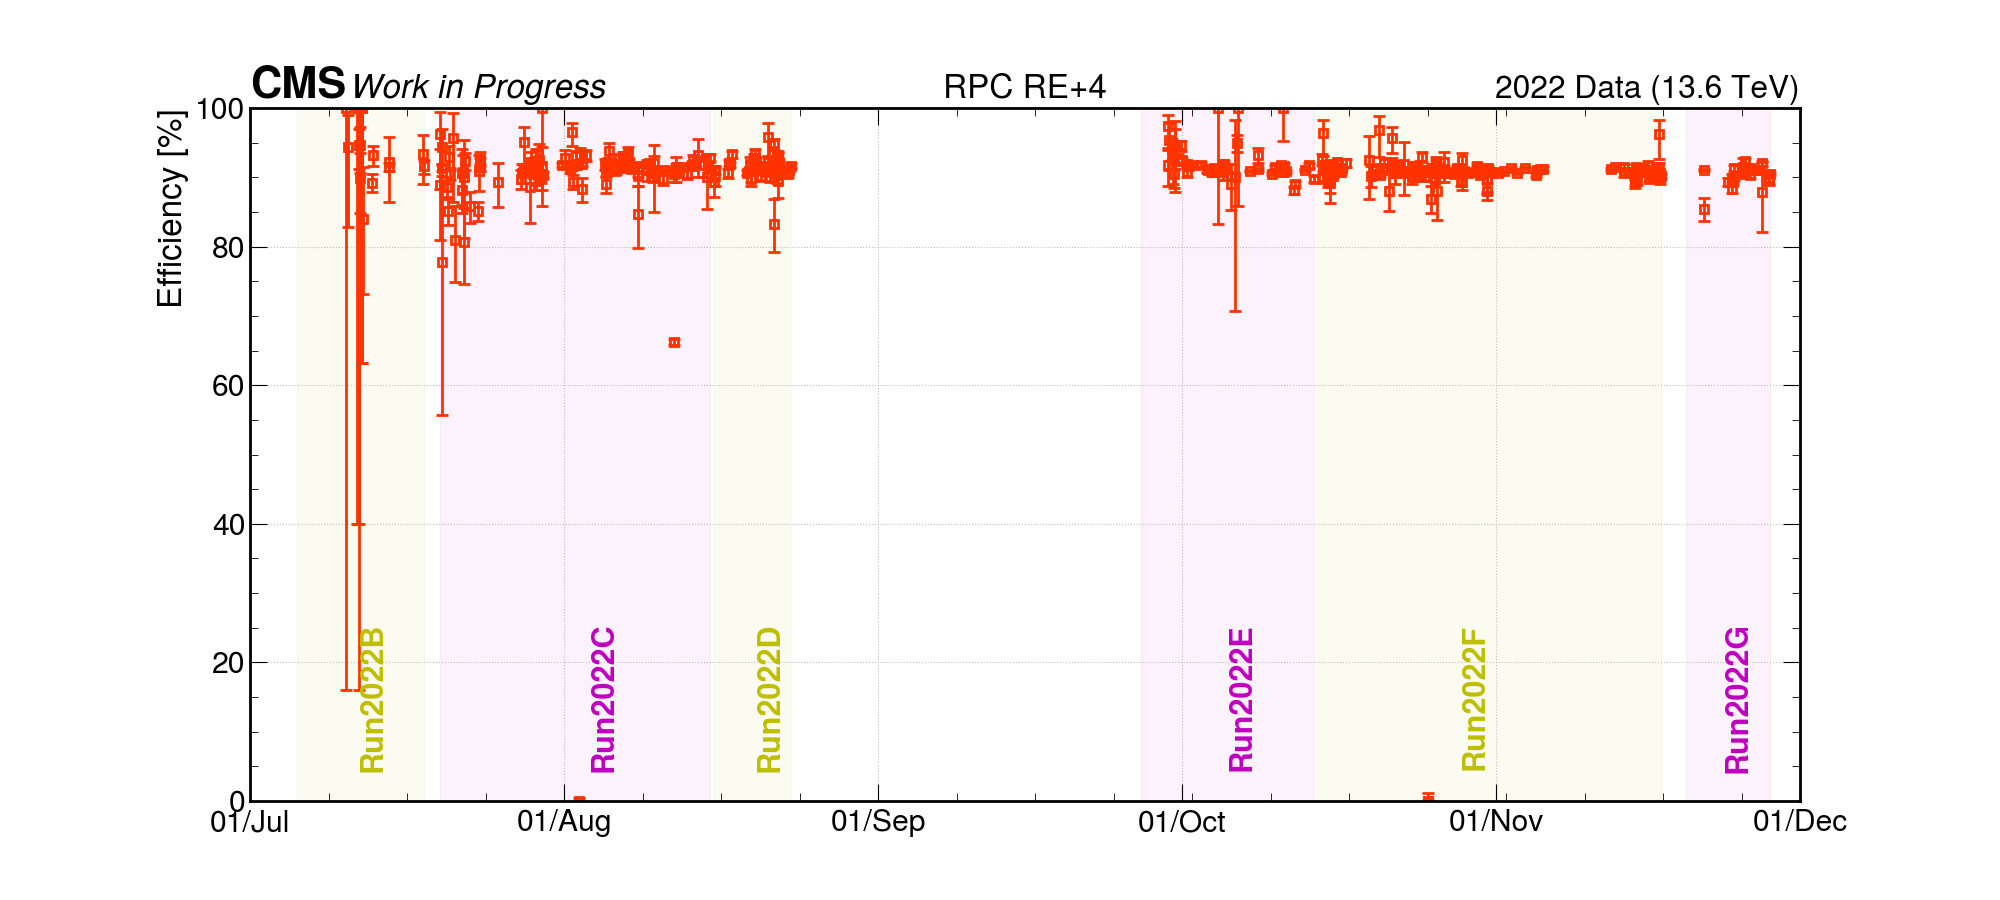 CMS Work in Progress RPC RE+4 2022 Data (13.6 TeV)
Efficiency [%]
100
80
60
40
20
0
Run2022B Run2022C Run2022D Run2022E Run2022F Run2022G
01/Jul 01/Aug 01/Sep 01/Oct 01/Nov 01/Dec